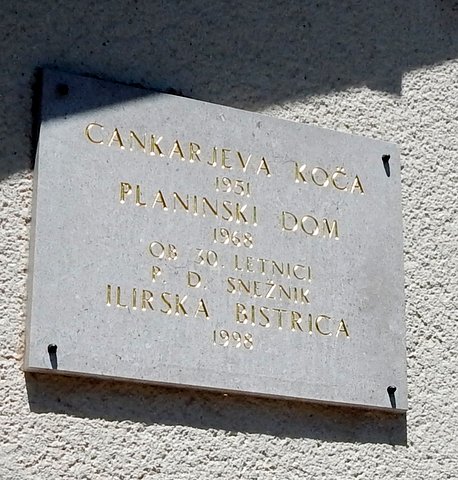 CANKARJEVA KOČA
1951
PLANINSKI DOM
1968
OB 30. LETNICI
P. D. SNEŽNIK
ILIRSKA BISTRICA
1998